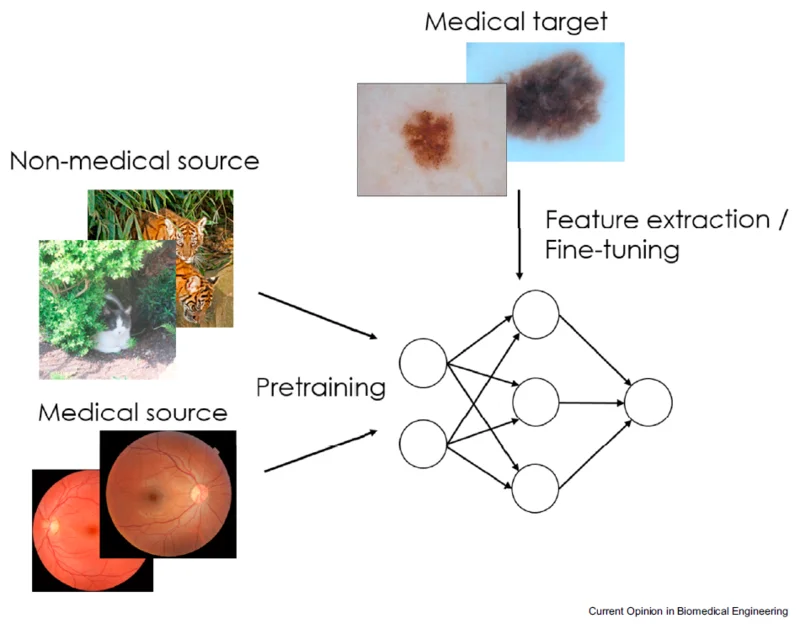 Medical target
Non-medical source
Feature extraction /
Fine-tuning
Pretraining
Medical source
Current Opinion in Biomedical Engineering